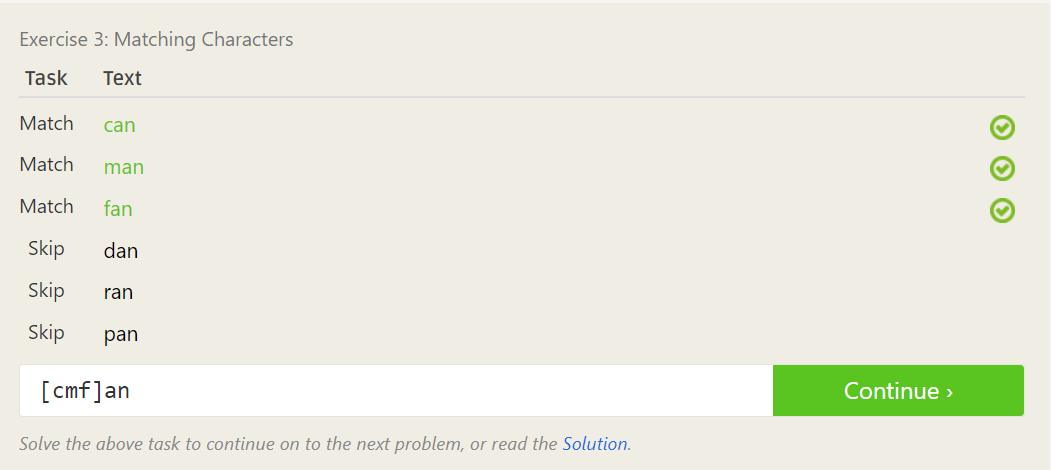 Exercise 3: Matching Characters
Task Text
Match can
Match man
Match fan
Skip dan
Skip ran
Skip pan
[cmf]an Continue ›
Solve the above task to continue on to the next problem, or read the Solution.